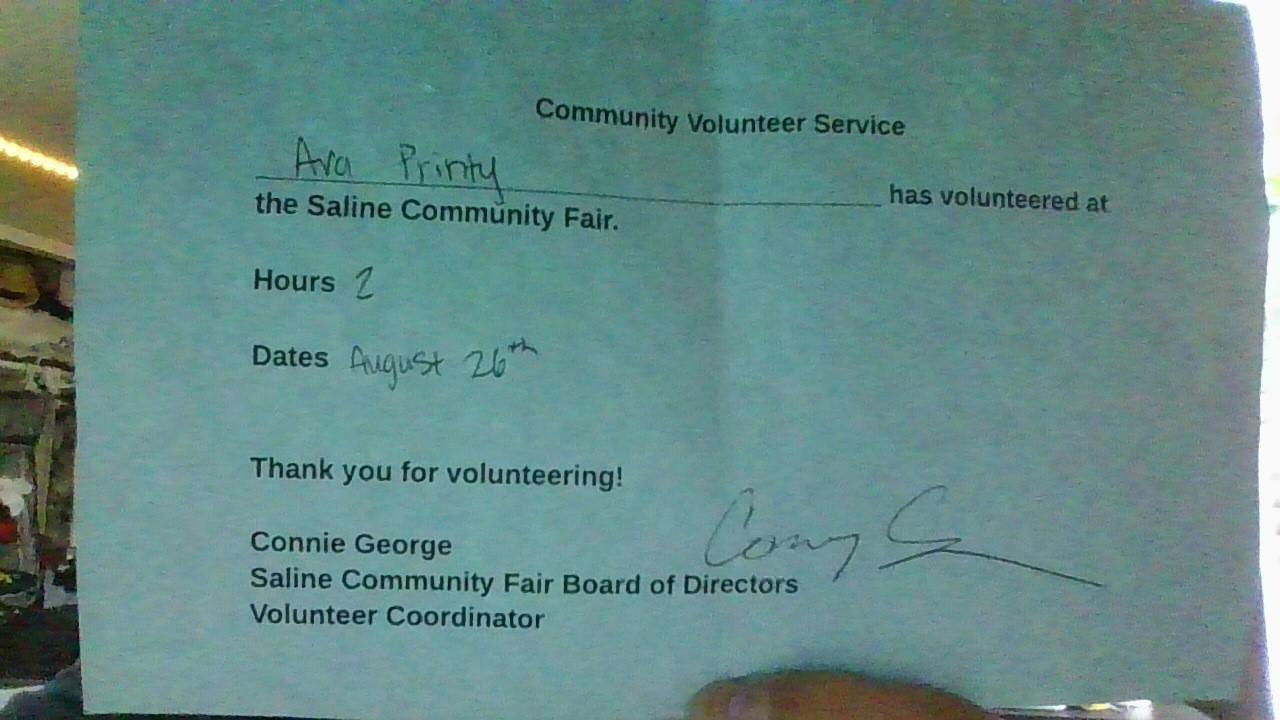 Community Volunteer Service
Ava Printy has volunteered at
the Saline Community Fair.
Hours 2
Dates August 26th
Thank you for volunteering!
Connie George
Saline Community Fair Board of Directors
Volunteer Coordinator